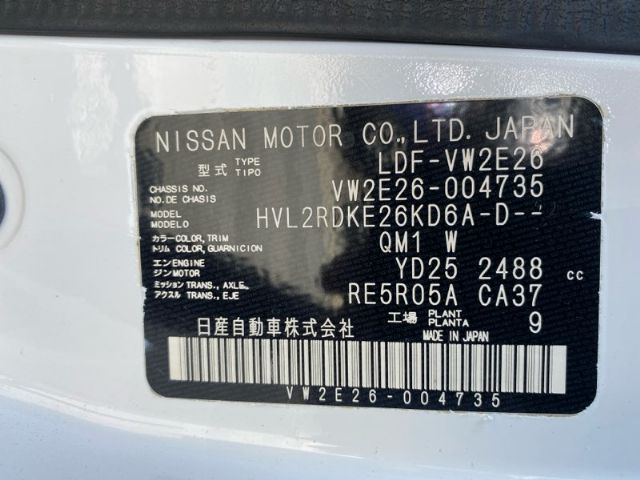 NISSAN MOTOR CO.,LTD. JAPAN
型式 TYPE TIPO LDF-VW2E26
CHASSIS NO. NO.DE CHASIS VW2E26-004735
MODEL MODELO HVL2RDKE26KD6A-D--
カラー COLOR, TRIM トリム COLOR, GUARNICION QM1 W
エンジン ENGINE ジン MOTOR YD25 2488 cc
ミッション TRANS., AXLE アクスル TRANS., EJE RE5R05A CA37
日産自動車株式会社 工場 PLANT PLANTA 9
MADE IN JAPAN
VW2E26-004735